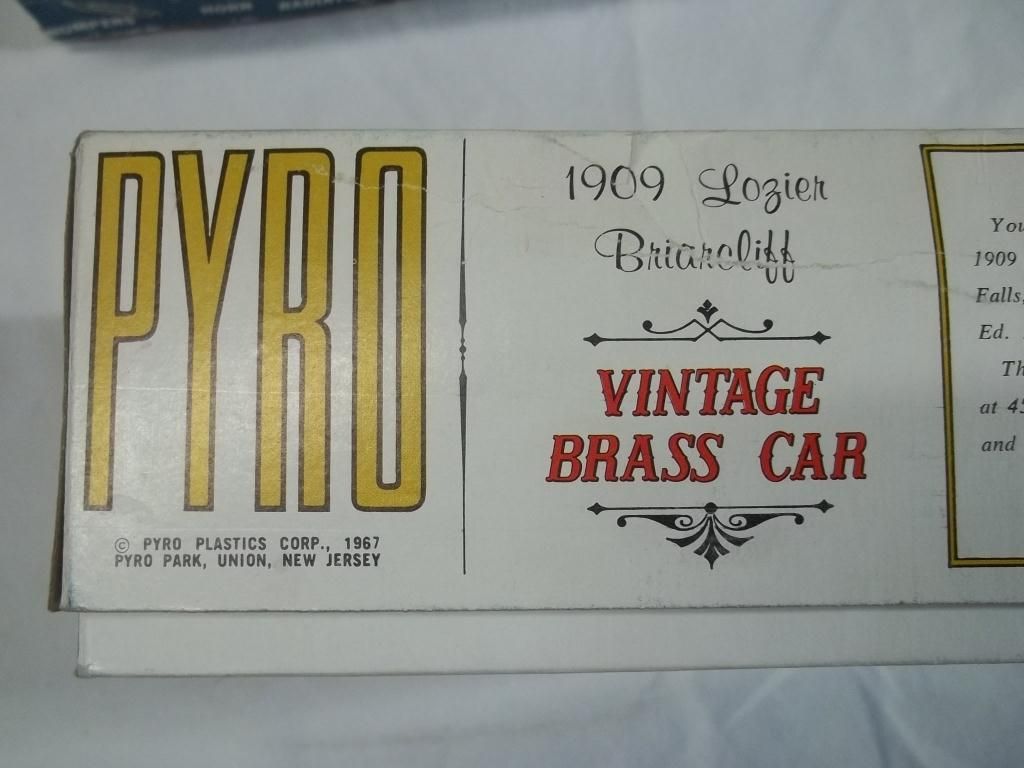 HORN
PYRO
© PYRO PLASTICS CORP., 1967
PYRO PARK, UNION, NEW JERSEY
1909 Lozier
Briarcliff
VINTAGE
BRASS CAR
You
1909
Falls,
Ed.
Th
at 45
and